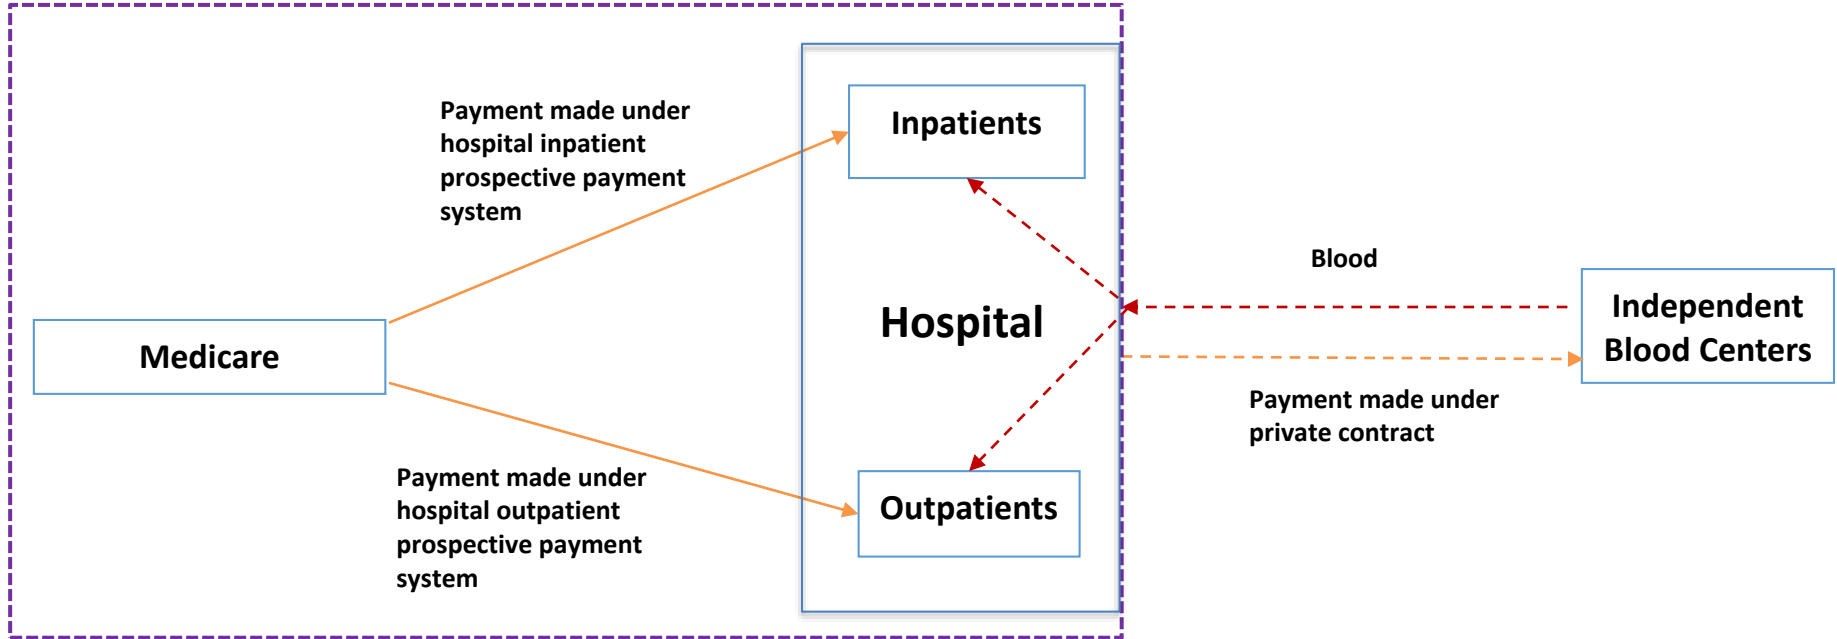 Payment made under
hospital inpatient
prospective payment
system
Inpatients
Blood
Hospital
Independent
Blood Centers
Medicare
Payment made under
private contract
Payment made under
hospital outpatient
prospective payment
system
Outpatients